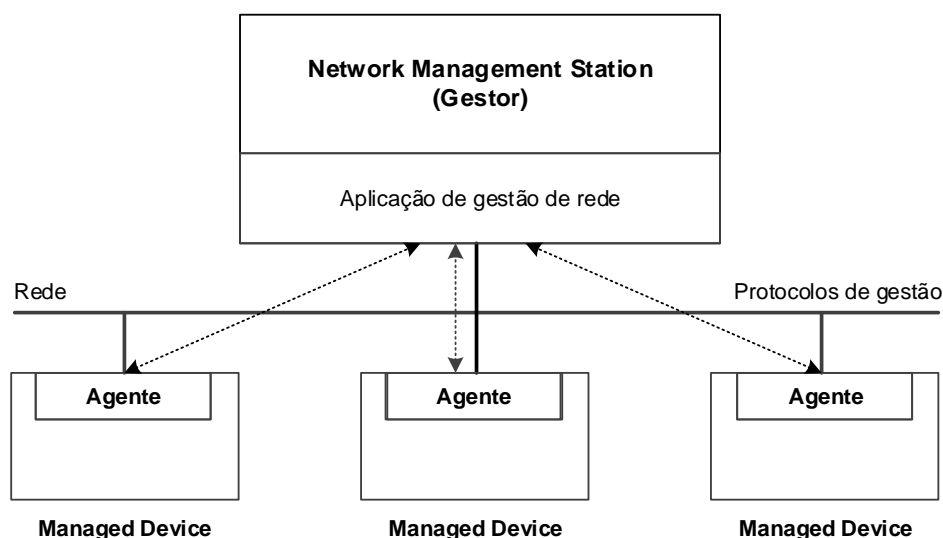 Network Management Station
(Gestor)
Aplicação de gestão de rede
Rede
Protocolos de gestão
Agente
Agente
Agente
Managed Device
Managed Device
Managed Device